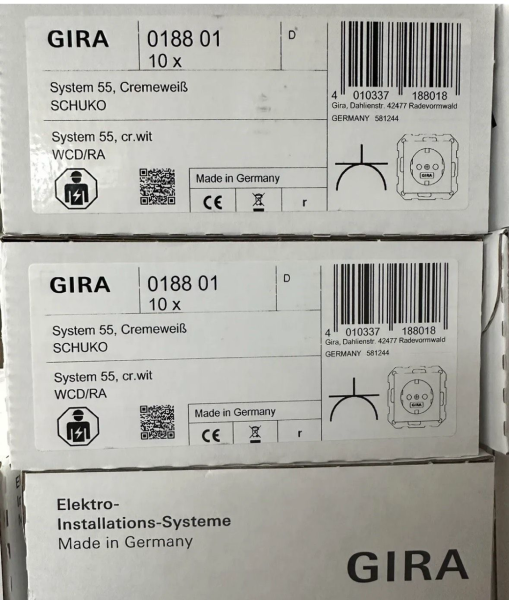 GIRA
0188 01
10 x
D
System 55, Cremeweiß
SCHUKO
System 55, cr.wit
WCD/RA
Made in Germany
CE
r
4 010337 188018
Gira, Dahlienstr. 42477 Radevormwald
GERMANY 581244
GIRA
GIRA
0188 01
10 x
D
System 55, Cremeweiß
SCHUKO
System 55, cr.wit
WCD/RA
Made in Germany
CE
r
4 010337 188018
Gira, Dahlienstr. 42477 Radevormwald
GERMANY 581244
GIRA
Elektro-
Installations-Systeme
Made in Germany
GIRA